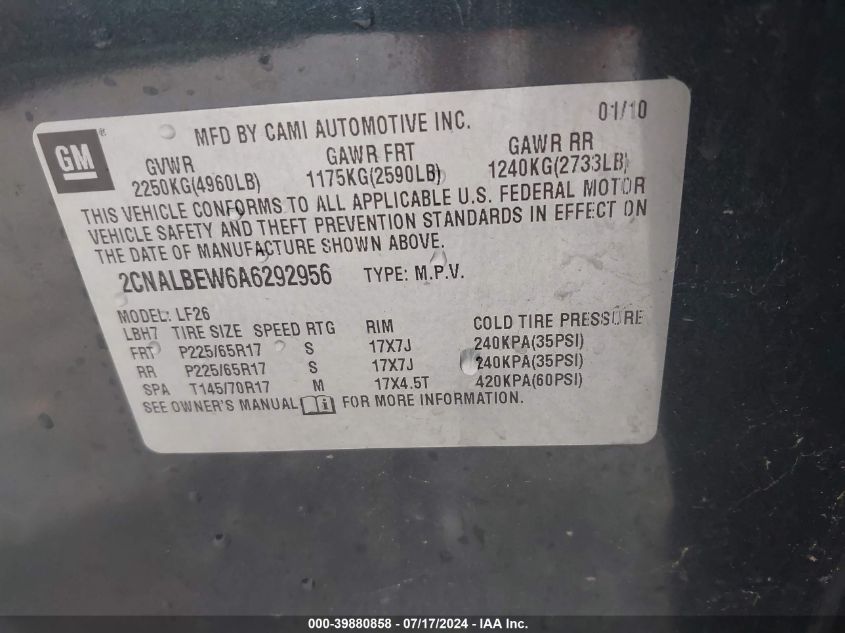 GM®
MFD BY CAMI AUTOMOTIVE INC.
01/10
GVWR GAWR FRT GAWR RR
2250KG(4960LB) 1175KG(2590LB) 1240KG(2733LB)
THIS VEHICLE CONFORMS TO ALL APPLICABLE U.S. FEDERAL MOTOR
VEHICLE SAFETY AND THEFT PREVENTION STANDARDS IN EFFECT ON
THE DATE OF MANUFACTURE SHOWN ABOVE.
2CNALBEW6A6292956 TYPE: M.P.V.
MODEL: LF26
LBH7 TIRE SIZE SPEED RTG RIM COLD TIRE PRESSURE
FRT P225/65R17 S 17X7J 240KPA(35PSI)
RR P225/65R17 S 17X7J 240KPA(35PSI)
SPA T145/70R17 M 17X4.5T 420KPA(60PSI)
SEE OWNER'S MANUAL i FOR MORE INFORMATION.
000-39880858 - 07/17/2024 - IAA Inc.